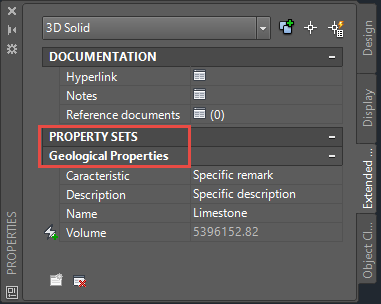 3D Solid
DOCUMENTATION
Hyperlink
Notes
Reference documents (0)
PROPERTY SETS
Geological Properties
Caracteristic Specific remark
Description Specific description
Name Limestone
Volume 5396152.82
PROPERTIES
Design
Display
Extended ...
Object Cl...